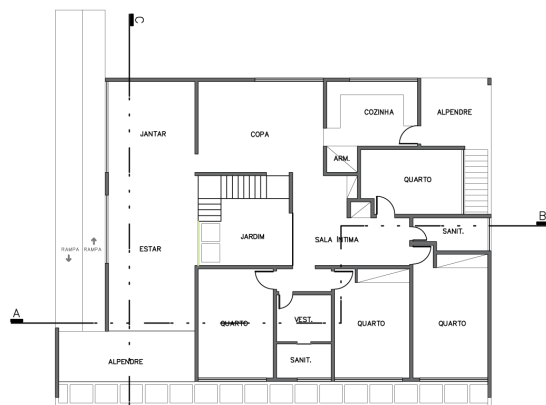 C
JANTAR
COPA
COZINHA
ALPENDRE
ARM.
QUARTO
B
SANIT.
RAMPA
RAMPA
ESTAR
JARDIM
SALA ÍNTIMA
A
QUARTO
VEST.
QUARTO
QUARTO
ALPENDRE
SANIT.